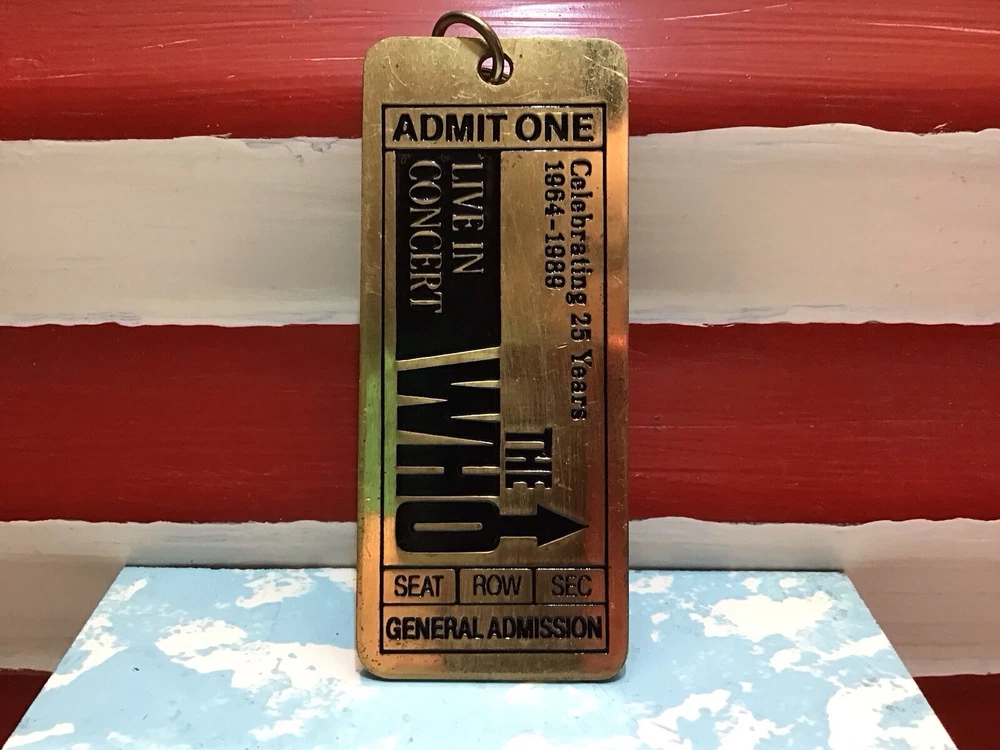 ADMIT ONE
Celebrating 25 Years
1964-1989
LIVE IN
CONCERT
THE
WHO
SEAT ROW SEC
GENERAL ADMISSION